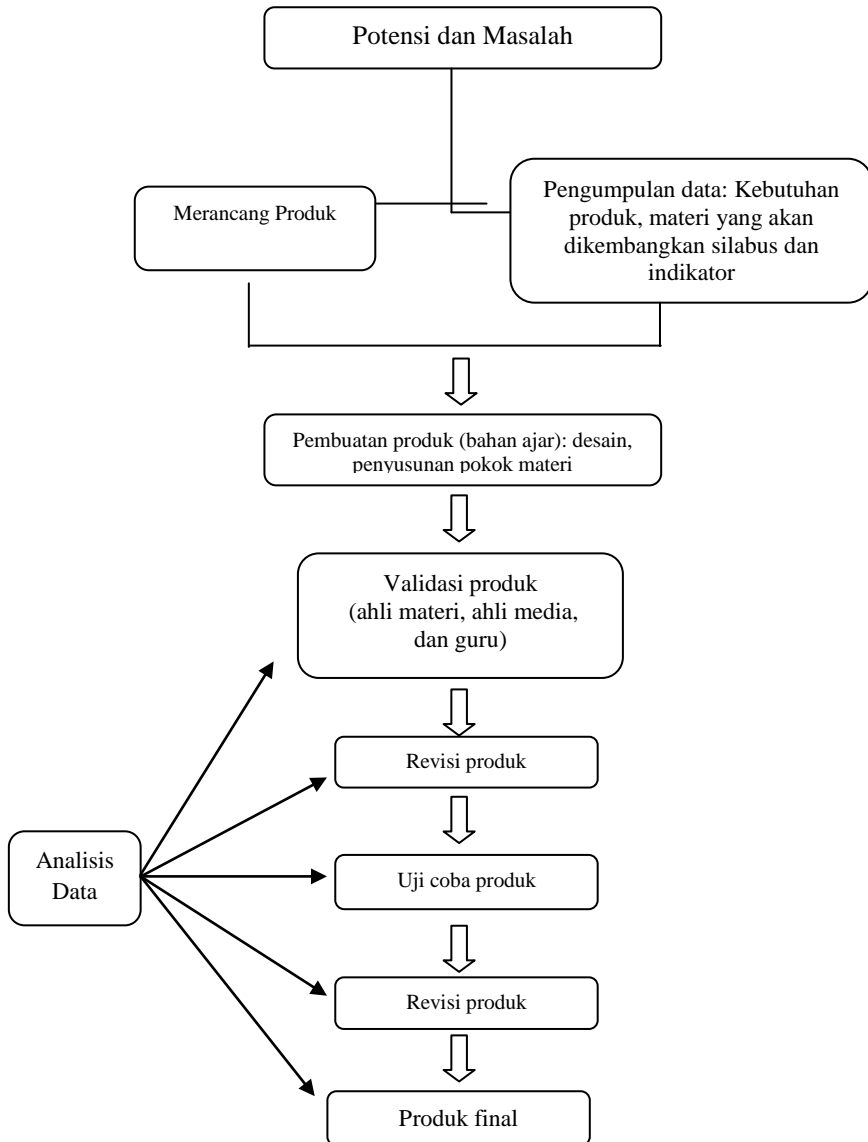 Potensi dan Masalah
Merancang Produk
Pengumpulan data: Kebutuhan
produk, materi yang akan
dikembangkan silabus dan
indikator
Pembuatan produk (bahan ajar): desain,
penyusunan pokok materi
Validasi produk
(ahli materi, ahli media,
dan guru)
Revisi produk
Analisis
Data
Uji coba produk
Revisi produk
Produk final